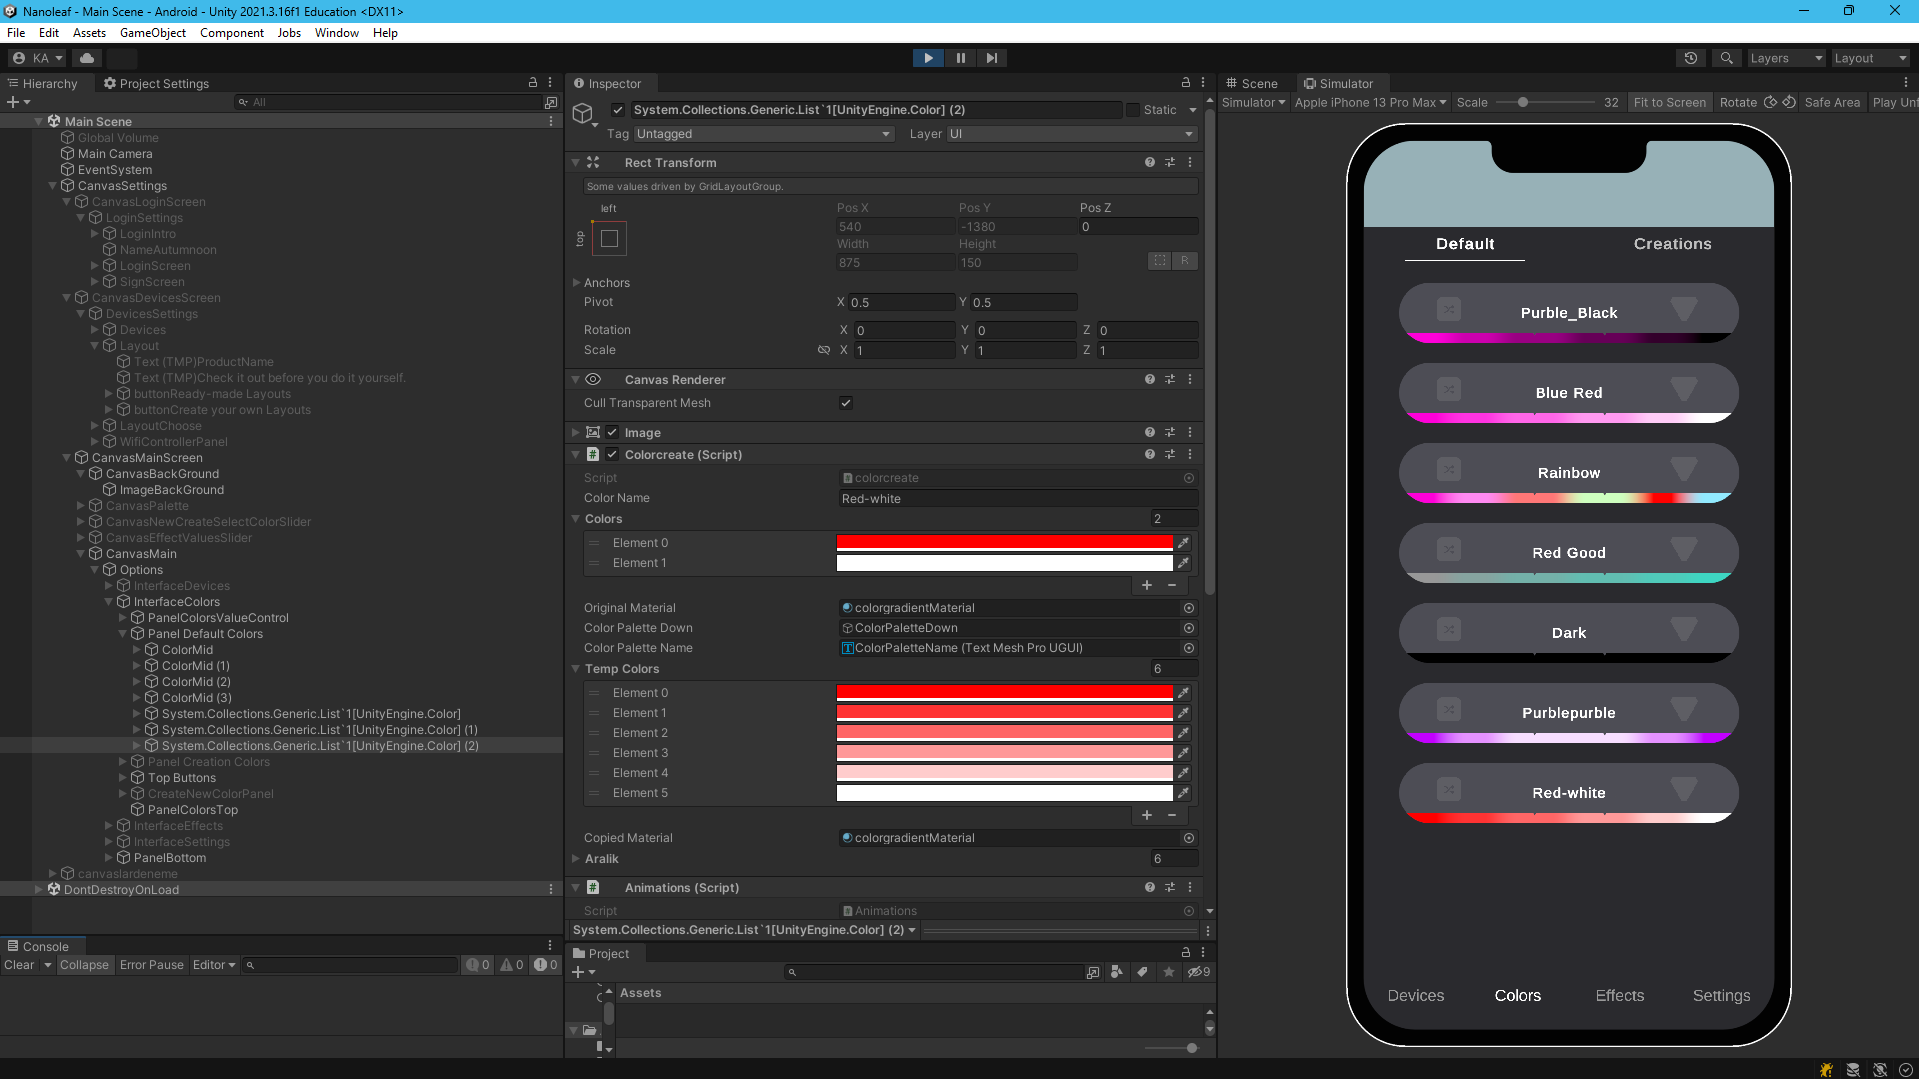 Nanoleaf - Main Scene - Android - Unity 2021.3.16f1 Education <DX11>
File Edit Assets GameObject Component Jobs Window Help
KA
Layers
Layout
Hierarchy
Project Settings
All
Main Scene
Global Volume
Main Camera
EventSystem
CanvasSettings
CanvasLoginScreen
LoginSettings
LoginIntro
NameAutumnoon
LoginScreen
SignScreen
CanvasDevicesScreen
DevicesSettings
Devices
Layout
Text (TMP)ProductName
Text (TMP)Check it out before you do it yourself.
buttonReady-made Layouts
buttonCreate your own Layouts
LayoutChoose
WifiControllerPanel
CanvasMainScreen
CanvasBackGround
ImageBackGround
CanvasPalette
CanvasNewCreateSelectColorSlider
CanvasEffectValuesSlider
CanvasMain
Options
InterfaceDevices
InterfaceColors
PanelColorsValueControl
Panel Default Colors
ColorMid
ColorMid (1)
ColorMid (2)
ColorMid (3)
System.Collections.Generic.List`1[UnityEngine.Color]
System.Collections.Generic.List`1[UnityEngine.Color] (1)
System.Collections.Generic.List`1[UnityEngine.Color] (2)
Panel Creation Colors
Top Buttons
CreateNewColorPanel
PanelColorsTop
InterfaceEffects
InterfaceSettings
PanelBottom
canvaslardeneme
DontDestroyOnLoad
Console
Clear Collapse Error Pause Editor
0 0 0
Inspector
System.Collections.Generic.List`1[UnityEngine.Color] (2)
Static
Tag Untagged Layer UI
Rect Transform
Some values driven by GridLayoutGroup.
left
top
Pos X Pos Y Pos Z
540 -1380 0
Width Height
875 150
R
Anchors
Pivot X 0.5 Y 0.5
Rotation X 0 Y 0 Z 0
Scale X 1 Y 1 Z 1
Canvas Renderer
Cull Transparent Mesh
Image
# Colorcreate (Script)
Script colorcreate
Color Name Red-white
Colors 2
Element 0
Element 1
+ -
Original Material colorgradientMaterial
Color Palette Down ColorPaletteDown
Color Palette Name ColorPaletteName (Text Mesh Pro UGUI)
Temp Colors 6
Element 0
Element 1
Element 2
Element 3
Element 4
Element 5
+ -
Copied Material colorgradientMaterial
Aralik 6
# Animations (Script)
Script Animations
System.Collections.Generic.List`1[UnityEngine.Color] (2)
Project
9
Assets
Scene
Simulator
Simulator Apple iPhone 13 Pro Max Scale 32 Fit to Screen Rotate Safe Area Play Unf
Default Creations
Purble_Black
Blue Red
Rainbow
Red Good
Dark
Purblepurble
Red-white
Devices Colors Effects Settings